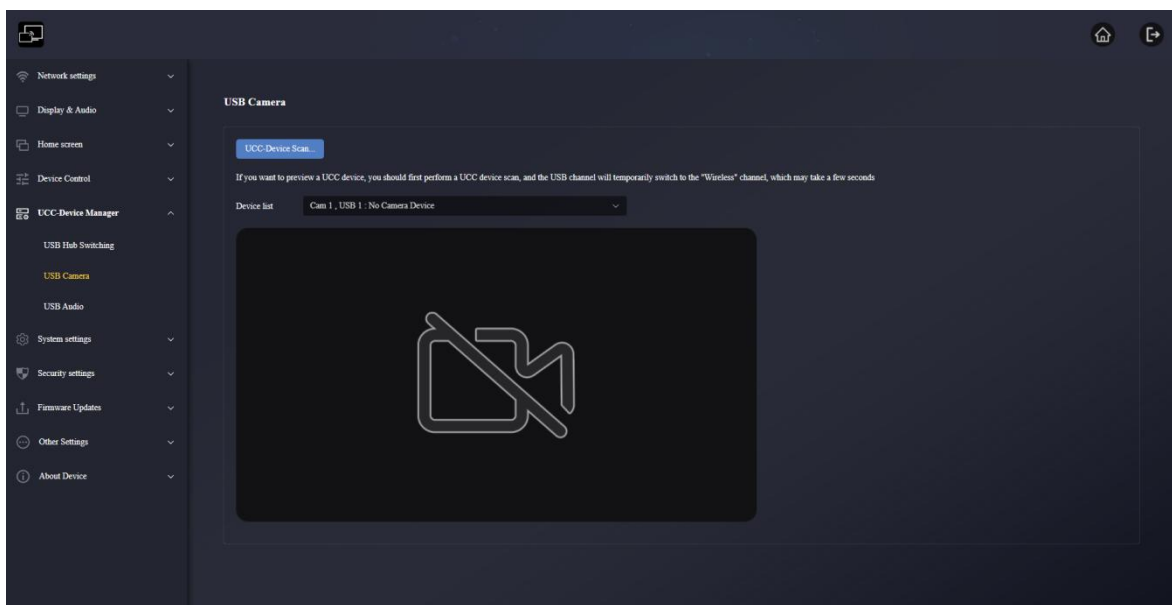 Network settings
Display & Audio
Home screen
Device Control
UCC-Device Manager
USB Hub Switching
USB Camera
USB Audio
System settings
Security settings
Firmware Updates
Other Settings
About Device
USB Camera
UCC-Device Scan...
If you want to preview a UCC device, you should first perform a UCC device scan, and the USB channel will temporarily switch to the "Wireless" channel, which may take a few seconds
Device list Cam 1 , USB 1 : No Camera Device